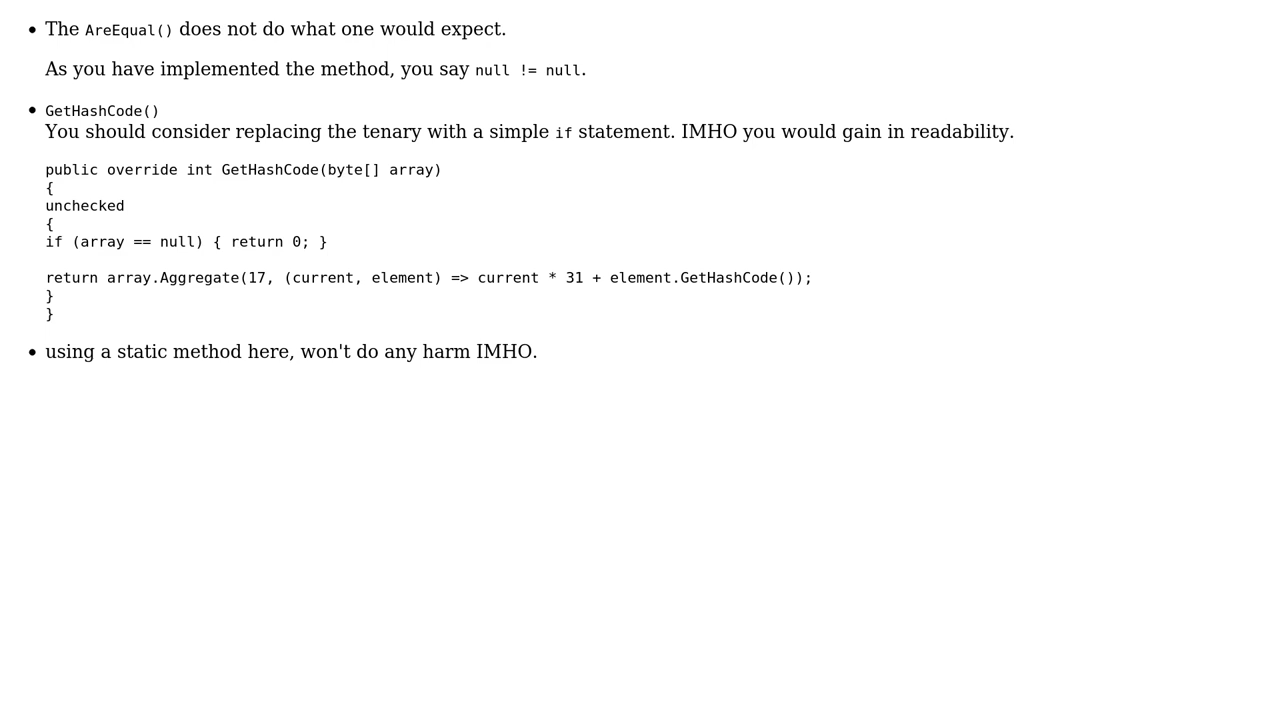 • The AreEqual() does not do what one would expect.
As you have implemented the method, you say null != null.
• GetHashCode()
You should consider replacing the tenary with a simple if statement. IMHO you would gain in readability.
public override int GetHashCode(byte[] array)
{
unchecked
{
if (array == null) { return 0; }
return array.Aggregate(17, (current, element) => current * 31 + element.GetHashCode());
}
}
• using a static method here, won't do any harm IMHO.